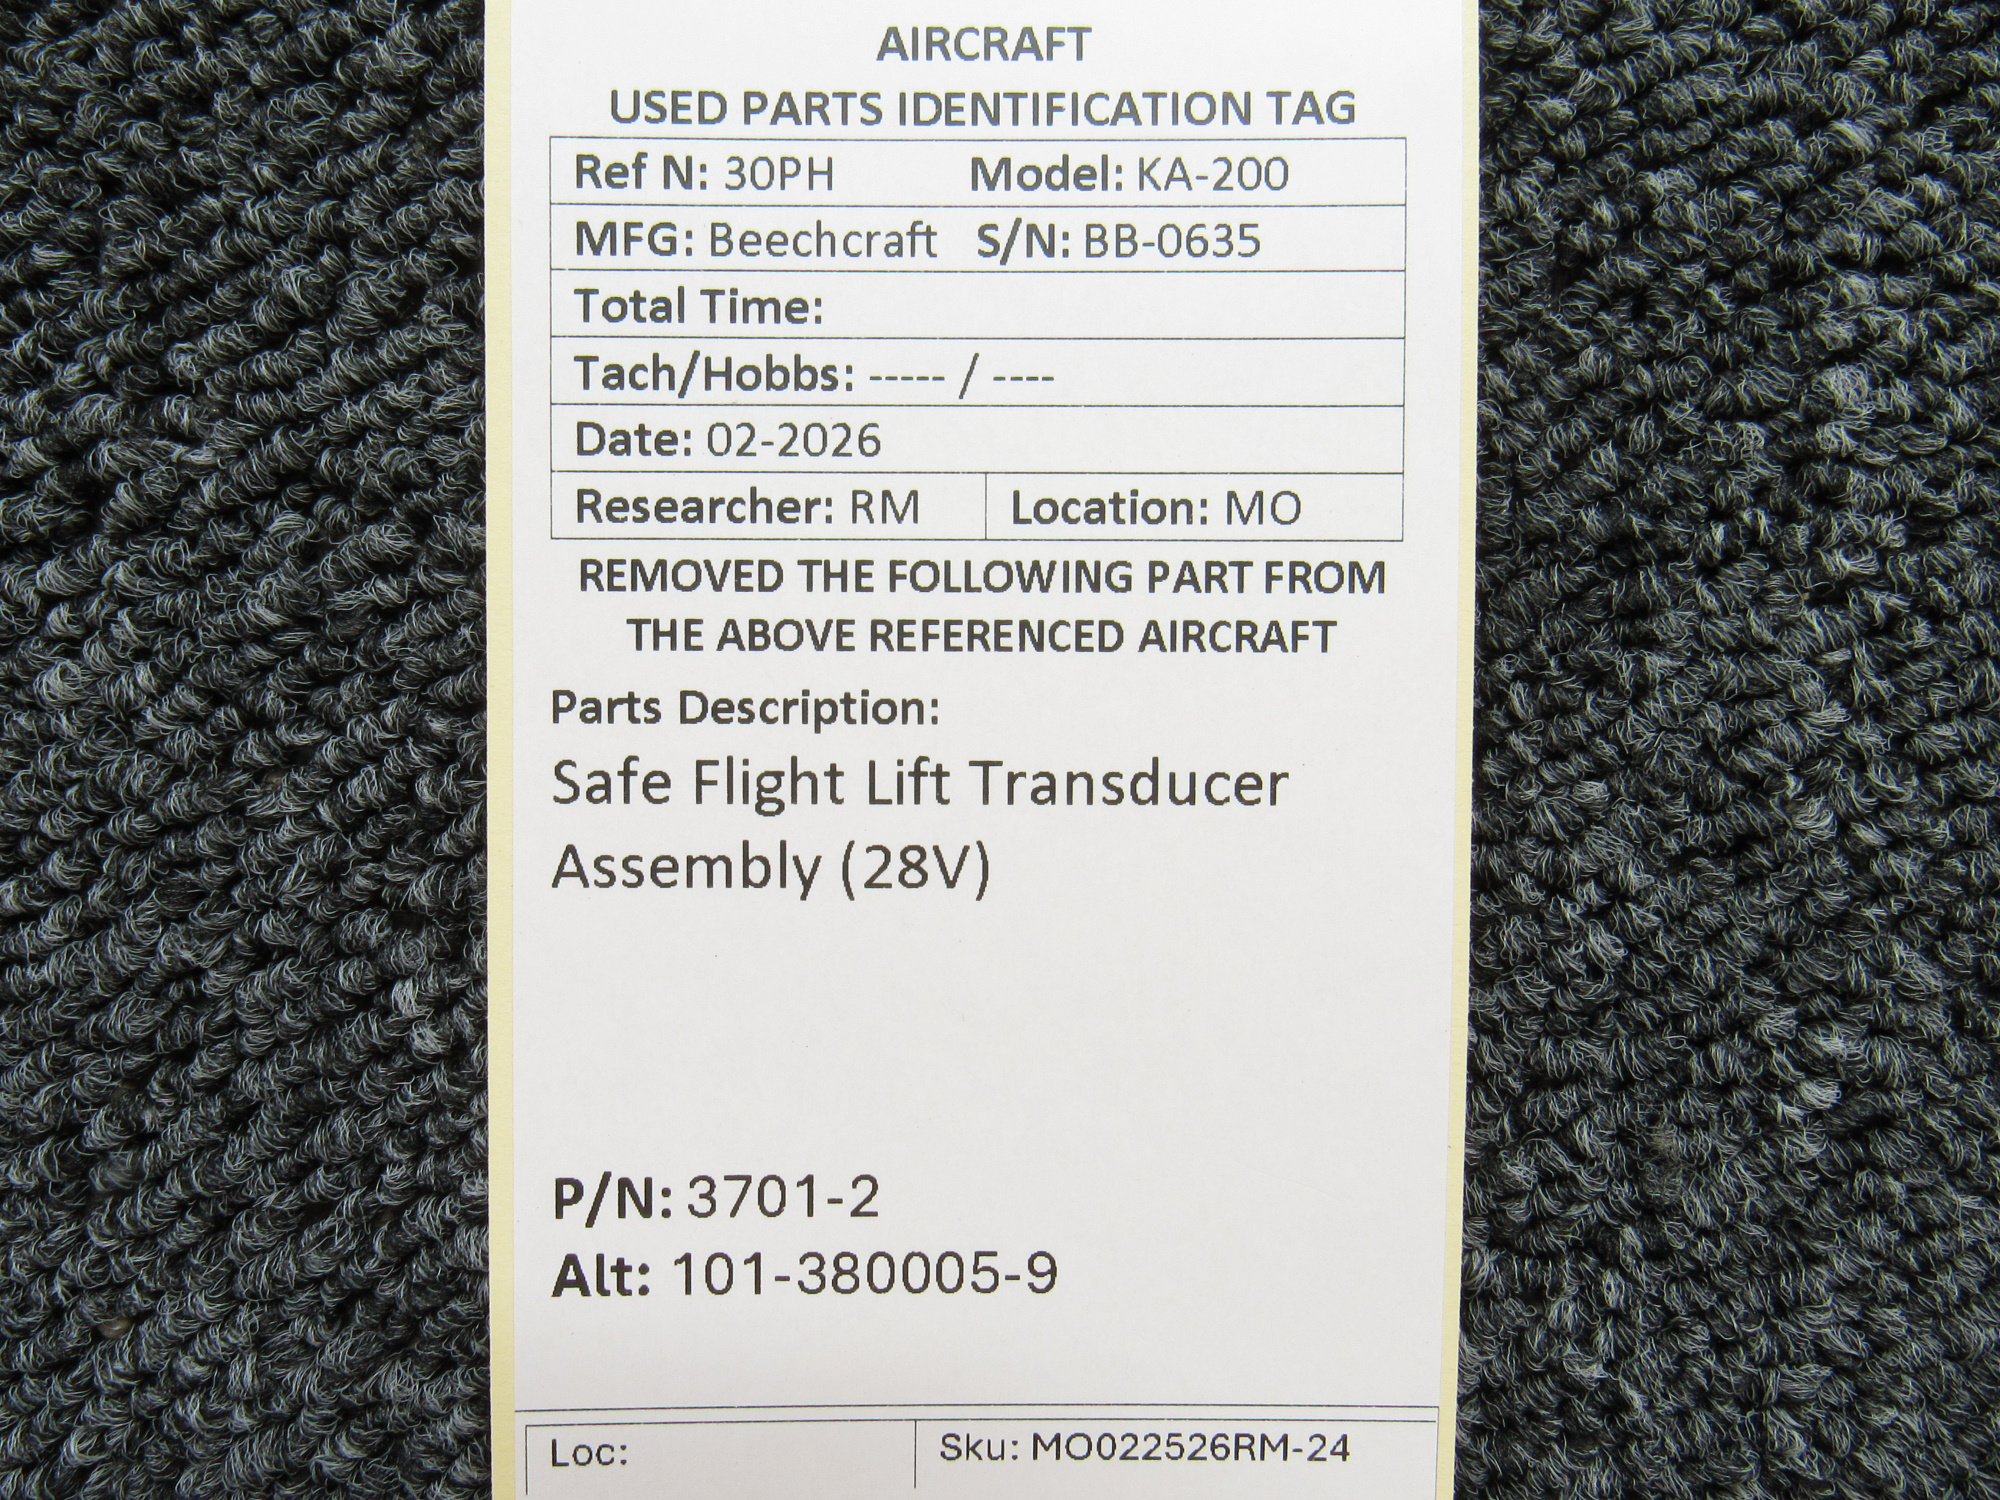 AIRCRAFT
USED PARTS IDENTIFICATION TAG
Ref N: 30PH Model: KA-200
MFG: Beechcraft S/N: BB-0635
Total Time:
Tach/Hobbs: ----- / ----
Date: 02-2026
Researcher: RM Location: MO
REMOVED THE FOLLOWING PART FROM
THE ABOVE REFERENCED AIRCRAFT
Parts Description:
Safe Flight Lift Transducer
Assembly (28V)
P/N: 3701-2
Alt: 101-380005-9
Loc: Sku: MO022526RM-24